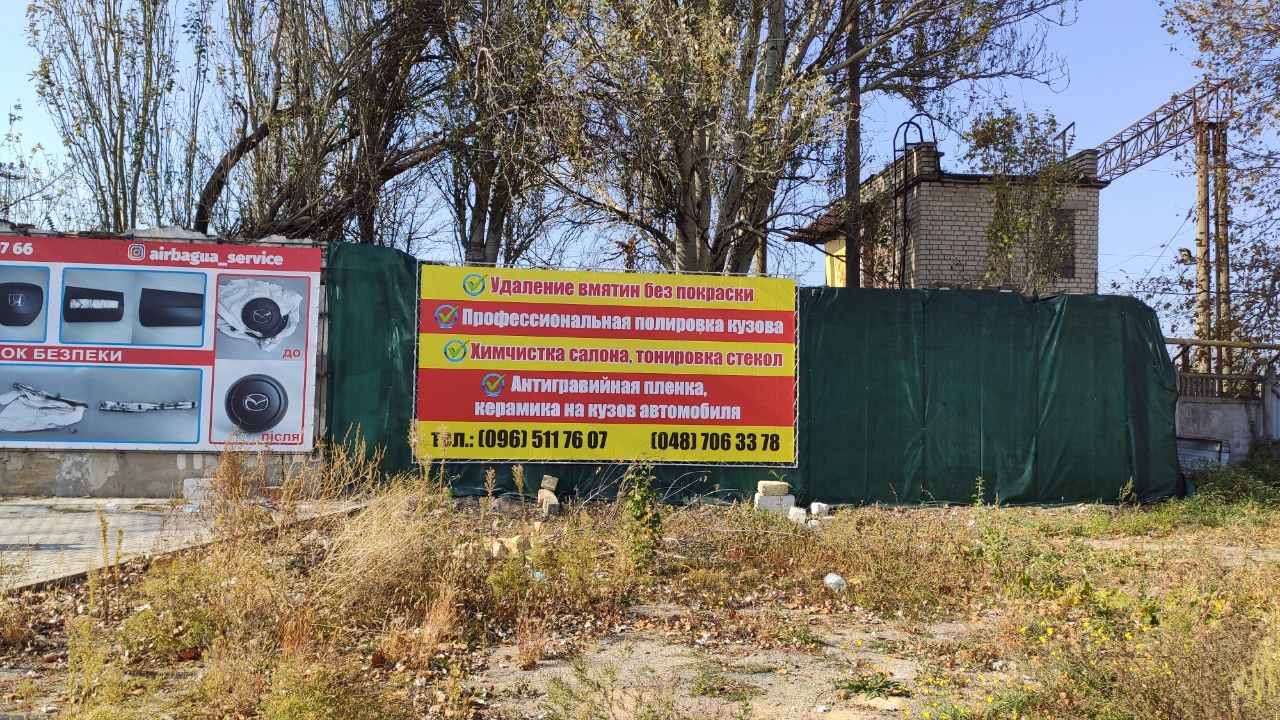 7 66
airbagua_service
ОК БЕЗПЕКИ
до
після
Удаление вмятин без покраски
Профессиональная полировка кузова
Химчистка салона, тонировка стекол
Антигравийная пленка,
керамика на кузов автомобиля
тел.: (096) 511 76 07 (048) 706 33 78